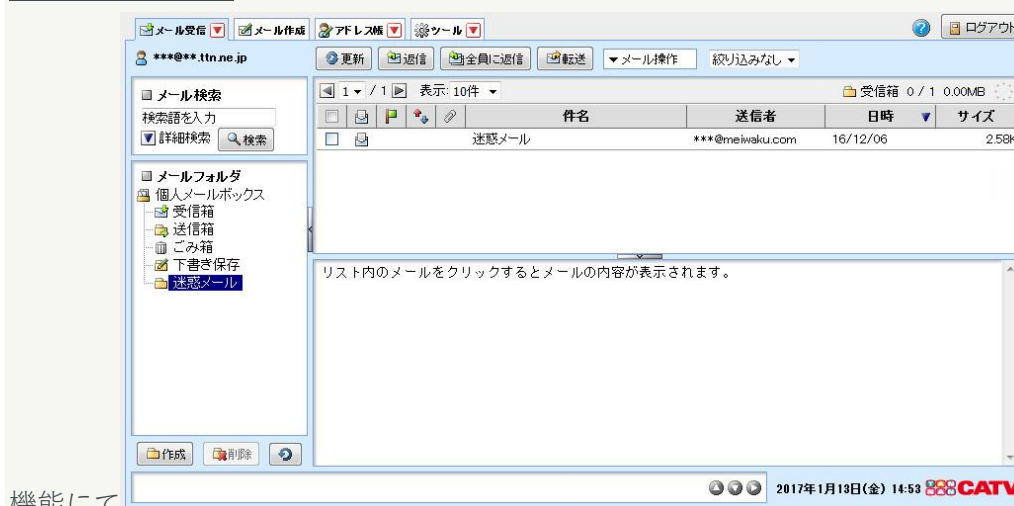 メール受信 メール作成 アドレス帳 ツール ログアウト
***@**.ttn.ne.jp 更新 返信 全員に返信 転送 ▼メール操作 絞り込みなし
メール検索
検索語を入力
詳細検索 検索
メールフォルダ
個人メールボックス
受信箱
送信箱
ごみ箱
下書き保存
迷惑メール
作成 削除
1 / 1 表示: 10件 受信箱 0 / 1 0.00MB
件名 送信者 日時 サイズ
迷惑メール ***@meiwaku.com 16/12/06 2.58K
リスト内のメールをクリックするとメールの内容が表示されます。
2017年1月13日(金) 14:53 CATV
機能にて